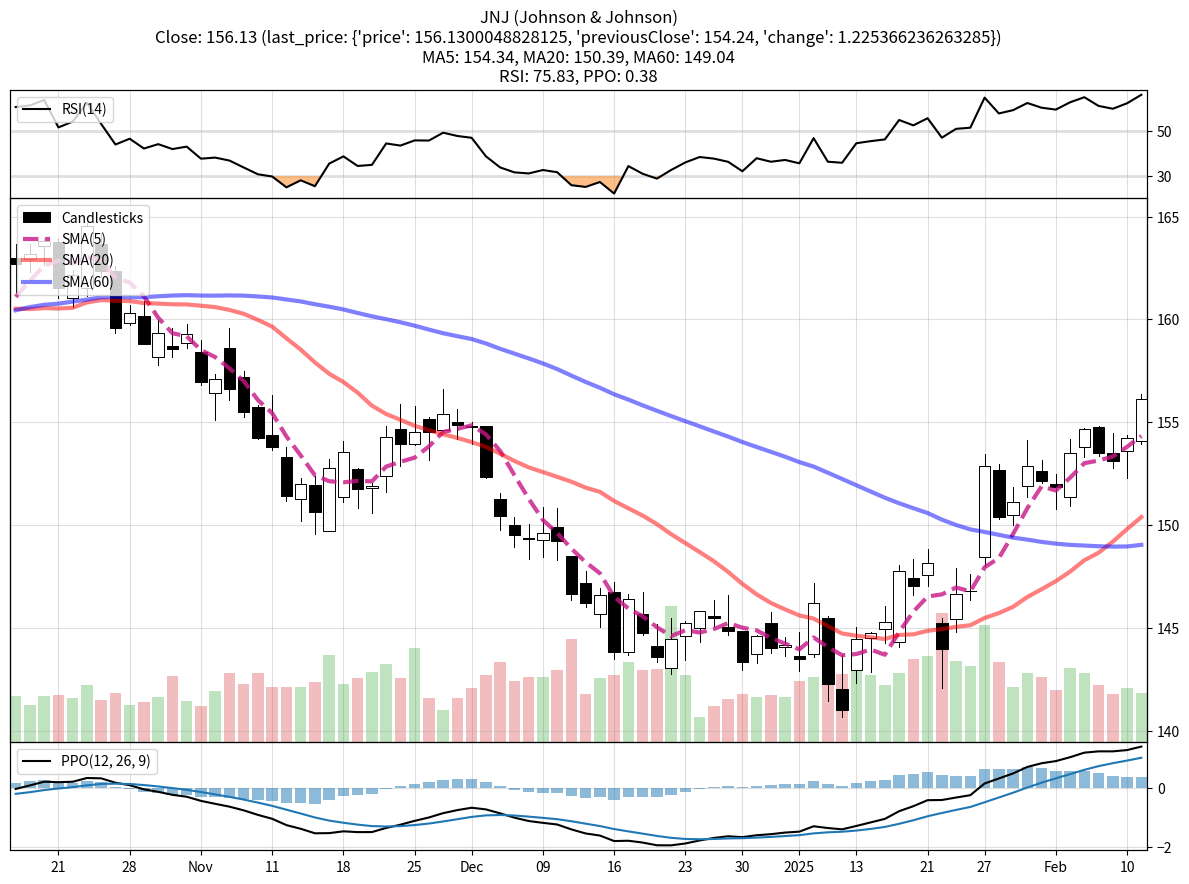 JNJ (Johnson & Johnson)
Close: 156.13 (last_price: {'price': 156.1300048828125, 'previousClose': 154.24, 'change': 1.225366236263285})
MA5: 154.34, MA20: 150.39, MA60: 149.04
RSI: 75.83, PPO: 0.38
RSI(14)
50
30
Candlesticks
SMA(5)
SMA(20)
SMA(60)
165
160
155
150
145
140
PPO(12, 26, 9)
0
−2
21 28 Nov 11 18 25 Dec 09 16 23 30 2025 13 21 27 Feb 10